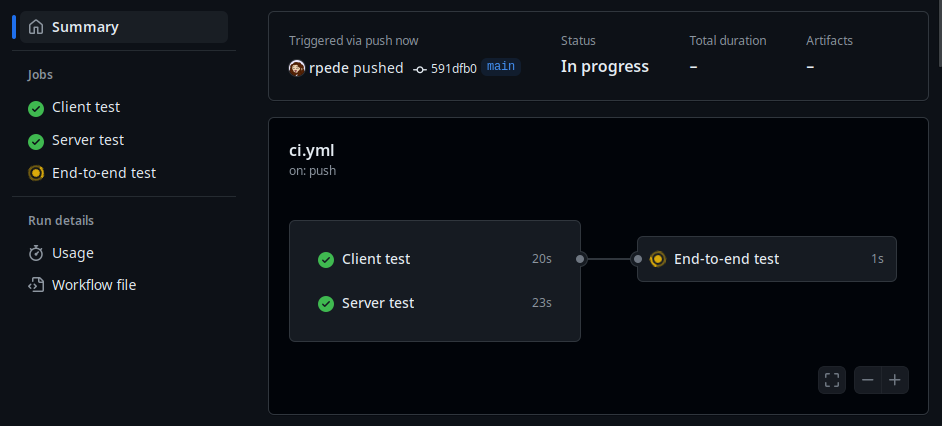 Summary
Jobs
Client test
Server test
End-to-end test
Run details
Usage
Workflow file
Triggered via push now
rpede pushed 591dfb0 main
Status
In progress
Total duration
–
Artifacts
–
ci.yml
on: push
Client test 20s
Server test 23s
End-to-end test 1s